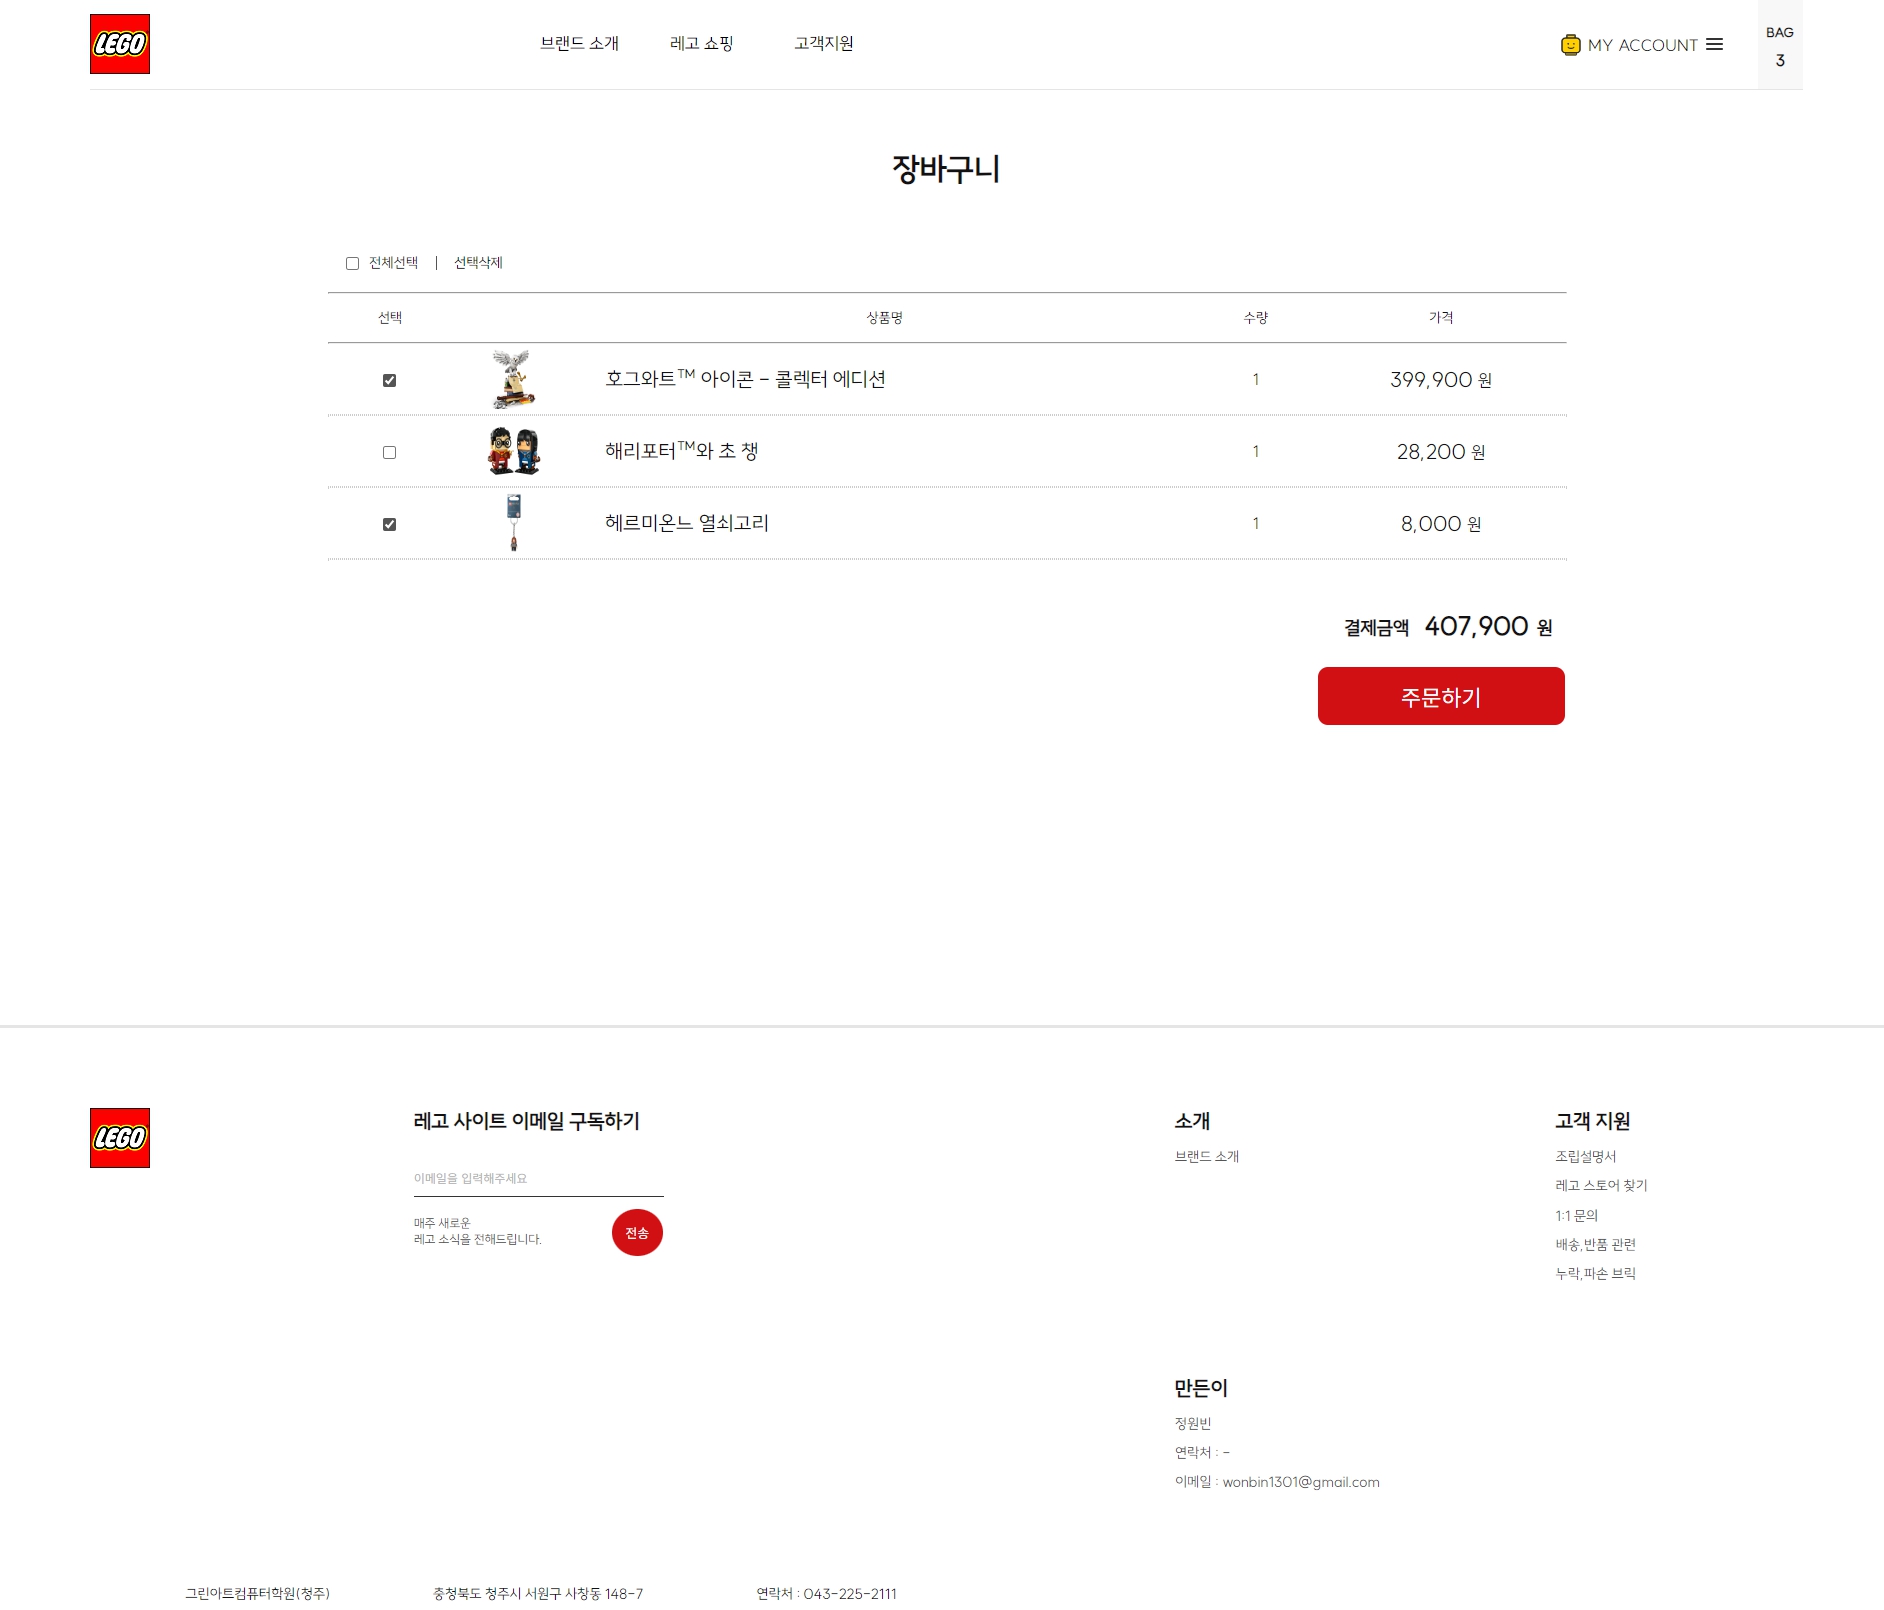 LEGO
브랜드 소개 레고 쇼핑 고객지원
MY ACCOUNT
BAG
3
장바구니
전체선택 | 선택삭제
선택 상품명 수량 가격
호그와트™ 아이콘 - 콜렉터 에디션 1 399,900 원
해리포터™와 초 챙 1 28,200 원
헤르미온느 열쇠고리 1 8,000 원
결제금액 407,900 원
주문하기
LEGO
레고 사이트 이메일 구독하기
이메일을 입력해주세요
매주 새로운
레고 소식을 전해드립니다.
전송
소개
브랜드 소개
고객 지원
조립설명서
레고 스토어 찾기
1:1 문의
배송,반품 관련
누락,파손 브릭
만든이
정원빈
연락처 : -
이메일 : wonbin1301@gmail.com
그린아트컴퓨터학원(청주) 충청북도 청주시 서원구 사창동 148-7 연락처 : 043-225-2111